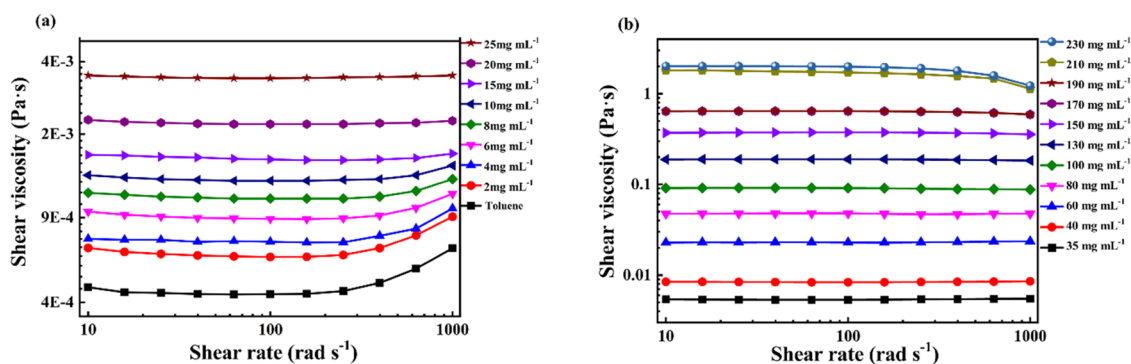 (a)
Shear viscosity (Pa·s)
4E-3
2E-3
9E-4
4E-4
10
100
1000
Shear rate (rad s⁻¹)
25mg mL⁻¹
20mg mL⁻¹
15mg mL⁻¹
10mg mL⁻¹
8mg mL⁻¹
6mg mL⁻¹
4mg mL⁻¹
2mg mL⁻¹
Toluene
(b)
Shear viscosity (Pa·s)
1
0.1
0.01
10
100
1000
Shear rate (rad s⁻¹)
230 mg mL⁻¹
210 mg mL⁻¹
190 mg mL⁻¹
170 mg mL⁻¹
150 mg mL⁻¹
130 mg mL⁻¹
100 mg mL⁻¹
80 mg mL⁻¹
60 mg mL⁻¹
40 mg mL⁻¹
35 mg mL⁻¹